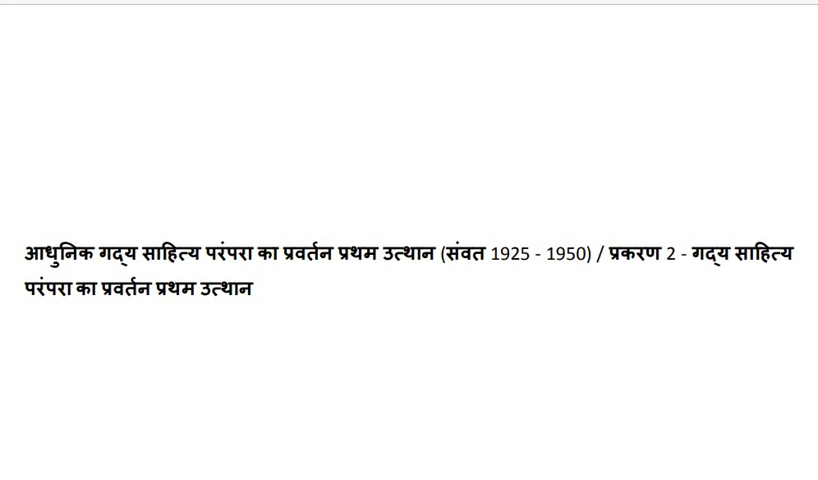 आधुनिक गद्य साहित्य परंपरा का प्रवर्तन प्रथम उत्थान (संवत 1925 - 1950) / प्रकरण 2 - गद्य साहित्य
परंपरा का प्रवर्तन प्रथम उत्थान